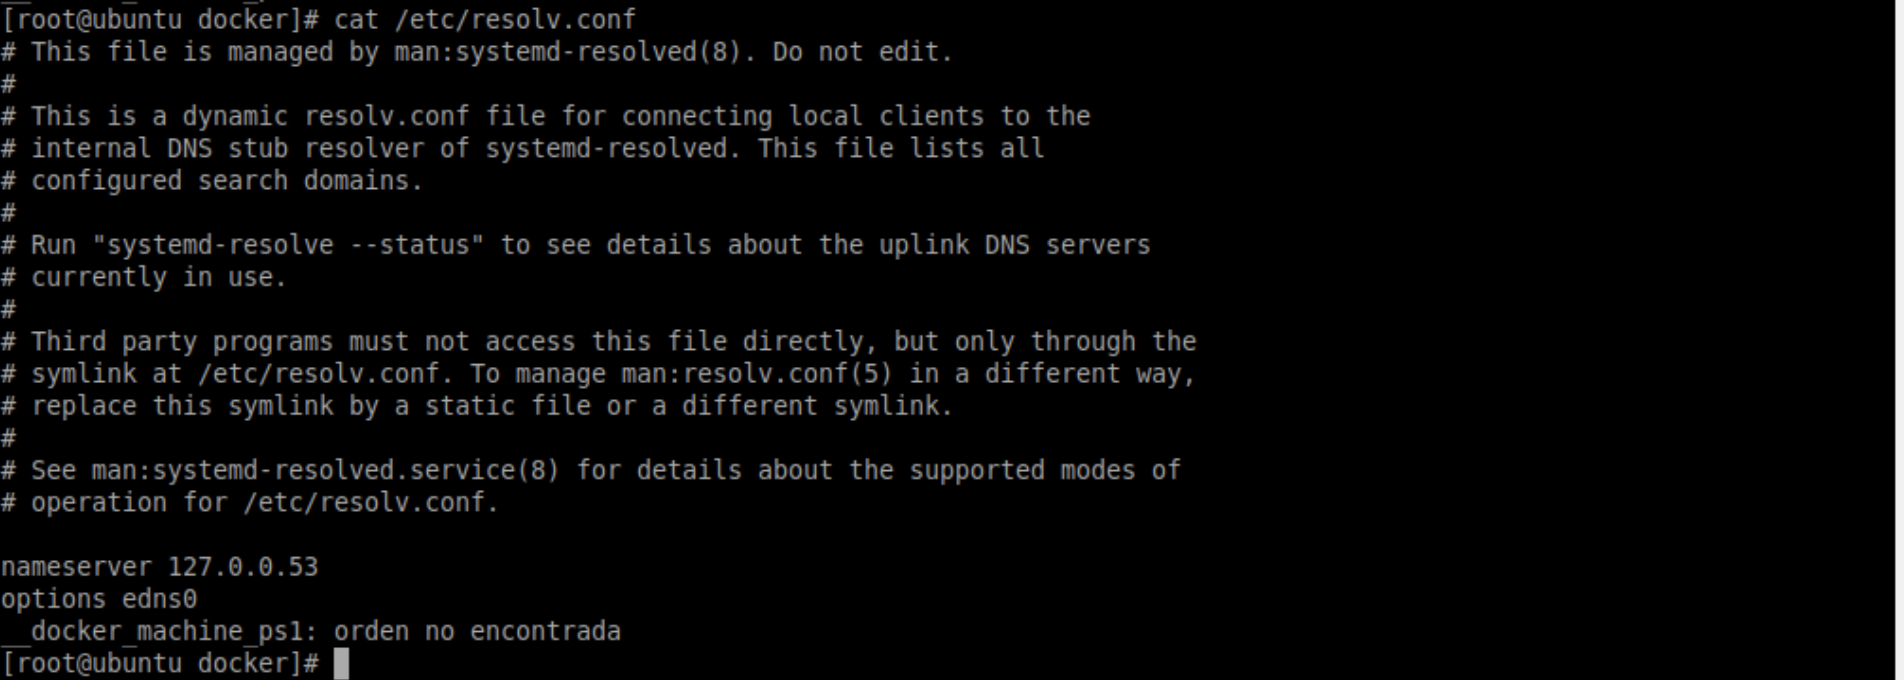 [root@ubuntu docker]# cat /etc/resolv.conf
# This file is managed by man:systemd-resolved(8). Do not edit.
#
# This is a dynamic resolv.conf file for connecting local clients to the
# internal DNS stub resolver of systemd-resolved. This file lists all
# configured search domains.
#
# Run "systemd-resolve --status" to see details about the uplink DNS servers
# currently in use.
#
# Third party programs must not access this file directly, but only through the
# symlink at /etc/resolv.conf. To manage man:resolv.conf(5) in a different way,
# replace this symlink by a static file or a different symlink.
#
# See man:systemd-resolved.service(8) for details about the supported modes of
# operation for /etc/resolv.conf.

nameserver 127.0.0.53
options edns0
__docker_machine_ps1: orden no encontrada
[root@ubuntu docker]#